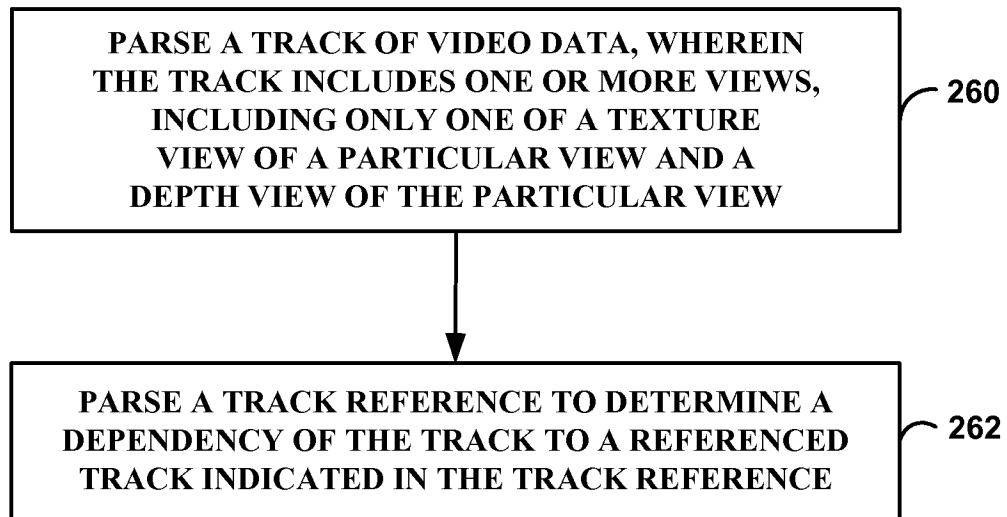 PARSE A TRACK OF VIDEO DATA, WHEREIN
THE TRACK INCLUDES ONE OR MORE VIEWS,
INCLUDING ONLY ONE OF A TEXTURE
VIEW OF A PARTICULAR VIEW AND A
DEPTH VIEW OF THE PARTICULAR VIEW
260
PARSE A TRACK REFERENCE TO DETERMINE A
DEPENDENCY OF THE TRACK TO A REFERENCED
TRACK INDICATED IN THE TRACK REFERENCE
262